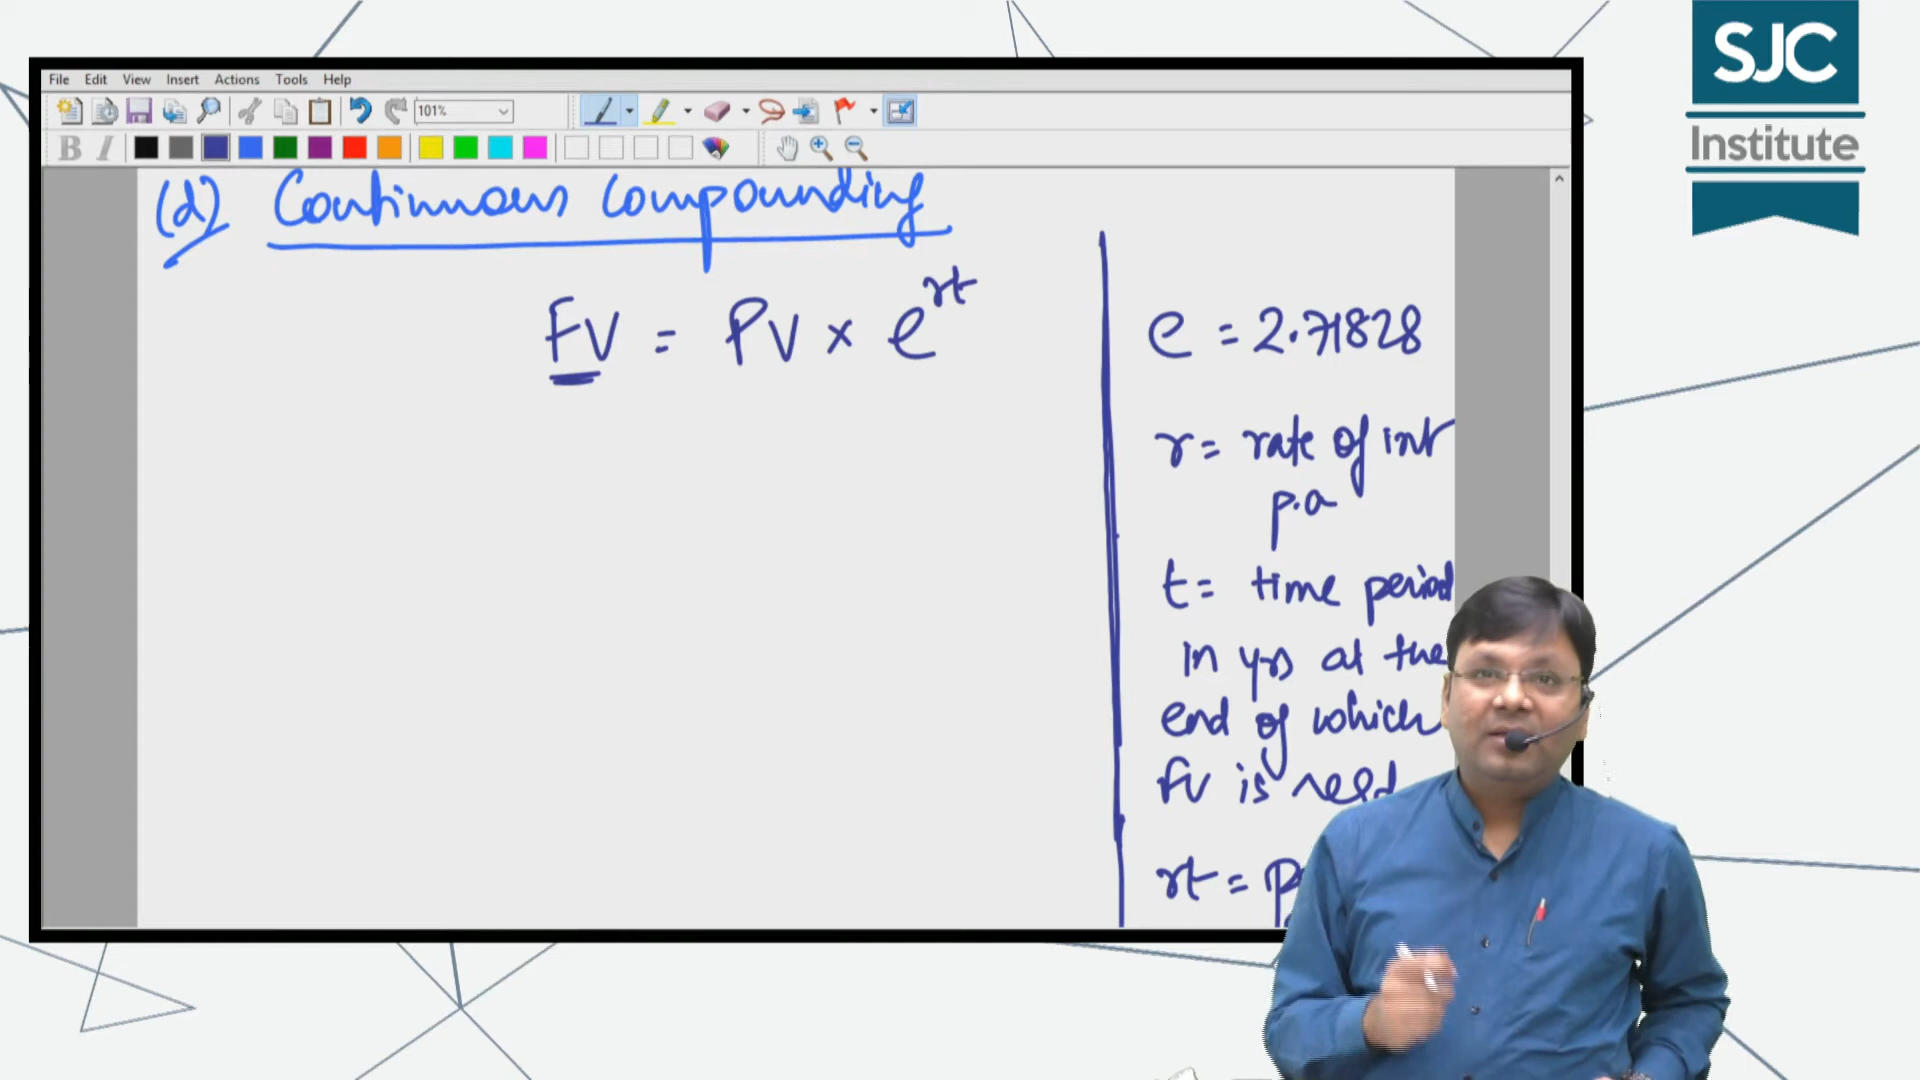 SJC
Institute
File Edit View Insert Actions Tools Help
101%
B I
(d) Continuous compounding
FV = PV × e^rt
e = 2.71828
r = rate of int
p.a
t = time period
in yrs at the
end of which
FV is
rt =